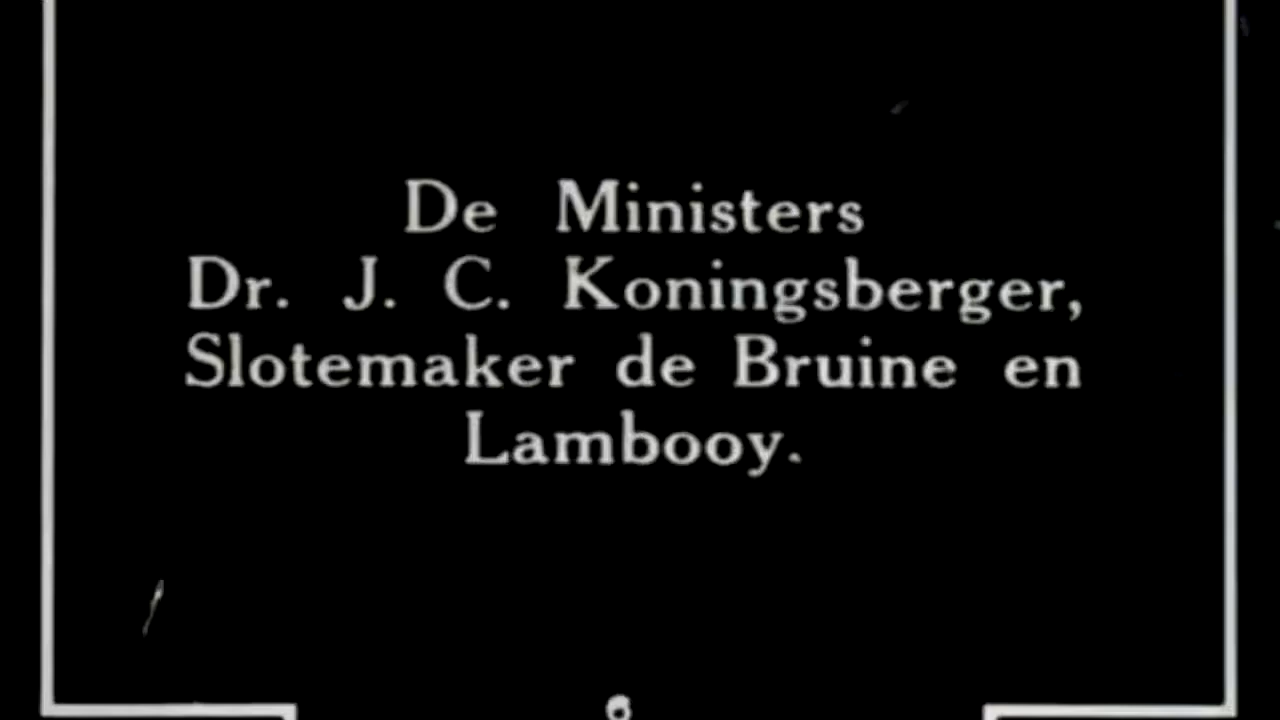 De Ministers
Dr. J. C. Koningsberger,
Slotemaker de Bruine en
Lambooy.